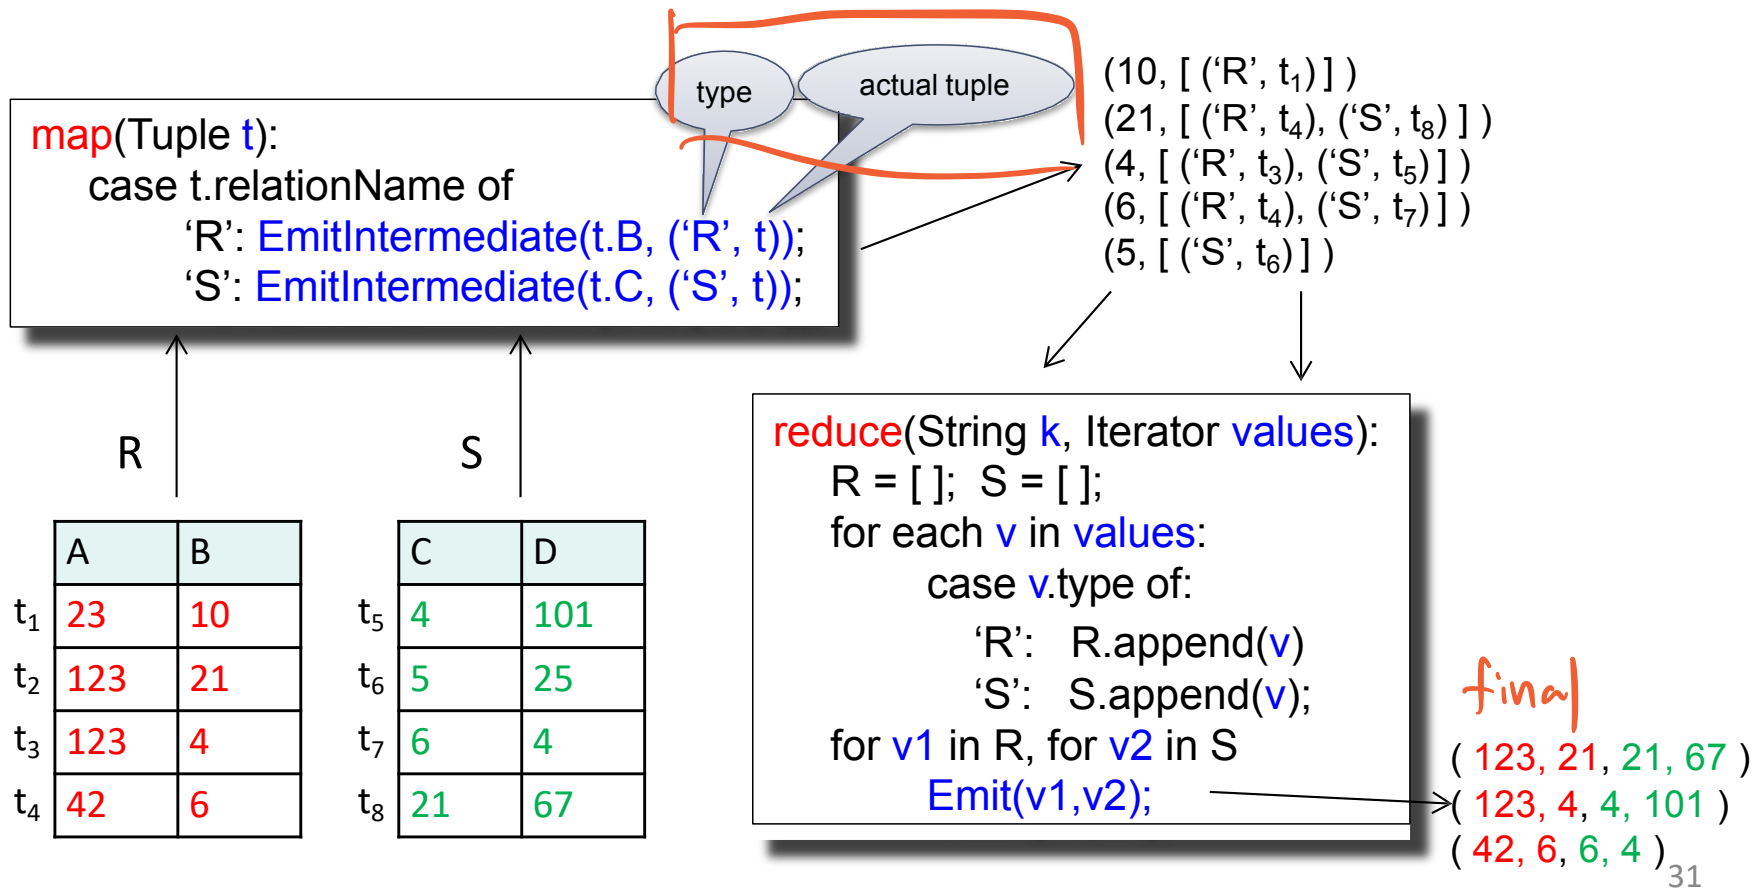 type
actual tuple
map(Tuple t):
case t.relationName of
‘R’: EmitIntermediate(t.B, (‘R’, t));
‘S’: EmitIntermediate(t.C, (‘S’, t));
(10, [ (‘R’, t₁) ] )
(21, [ (‘R’, t₄), (‘S’, t₈) ] )
(4, [ (‘R’, t₃), (‘S’, t₅) ] )
(6, [ (‘R’, t₄), (‘S’, t₇) ] )
(5, [ (‘S’, t₆) ] )
R
A B
t₁ 23 10
t₂ 123 21
t₃ 123 4
t₄ 42 6
S
C D
t₅ 4 101
t₆ 5 25
t₇ 6 4
t₈ 21 67
reduce(String k, Iterator values):
R = [ ]; S = [ ];
for each v in values:
case v.type of:
‘R’: R.append(v)
‘S’: S.append(v);
for v1 in R, for v2 in S
Emit(v1,v2);
final
( 123, 21, 21, 67 )
( 123, 4, 4, 101 )
( 42, 6, 6, 4 )
31